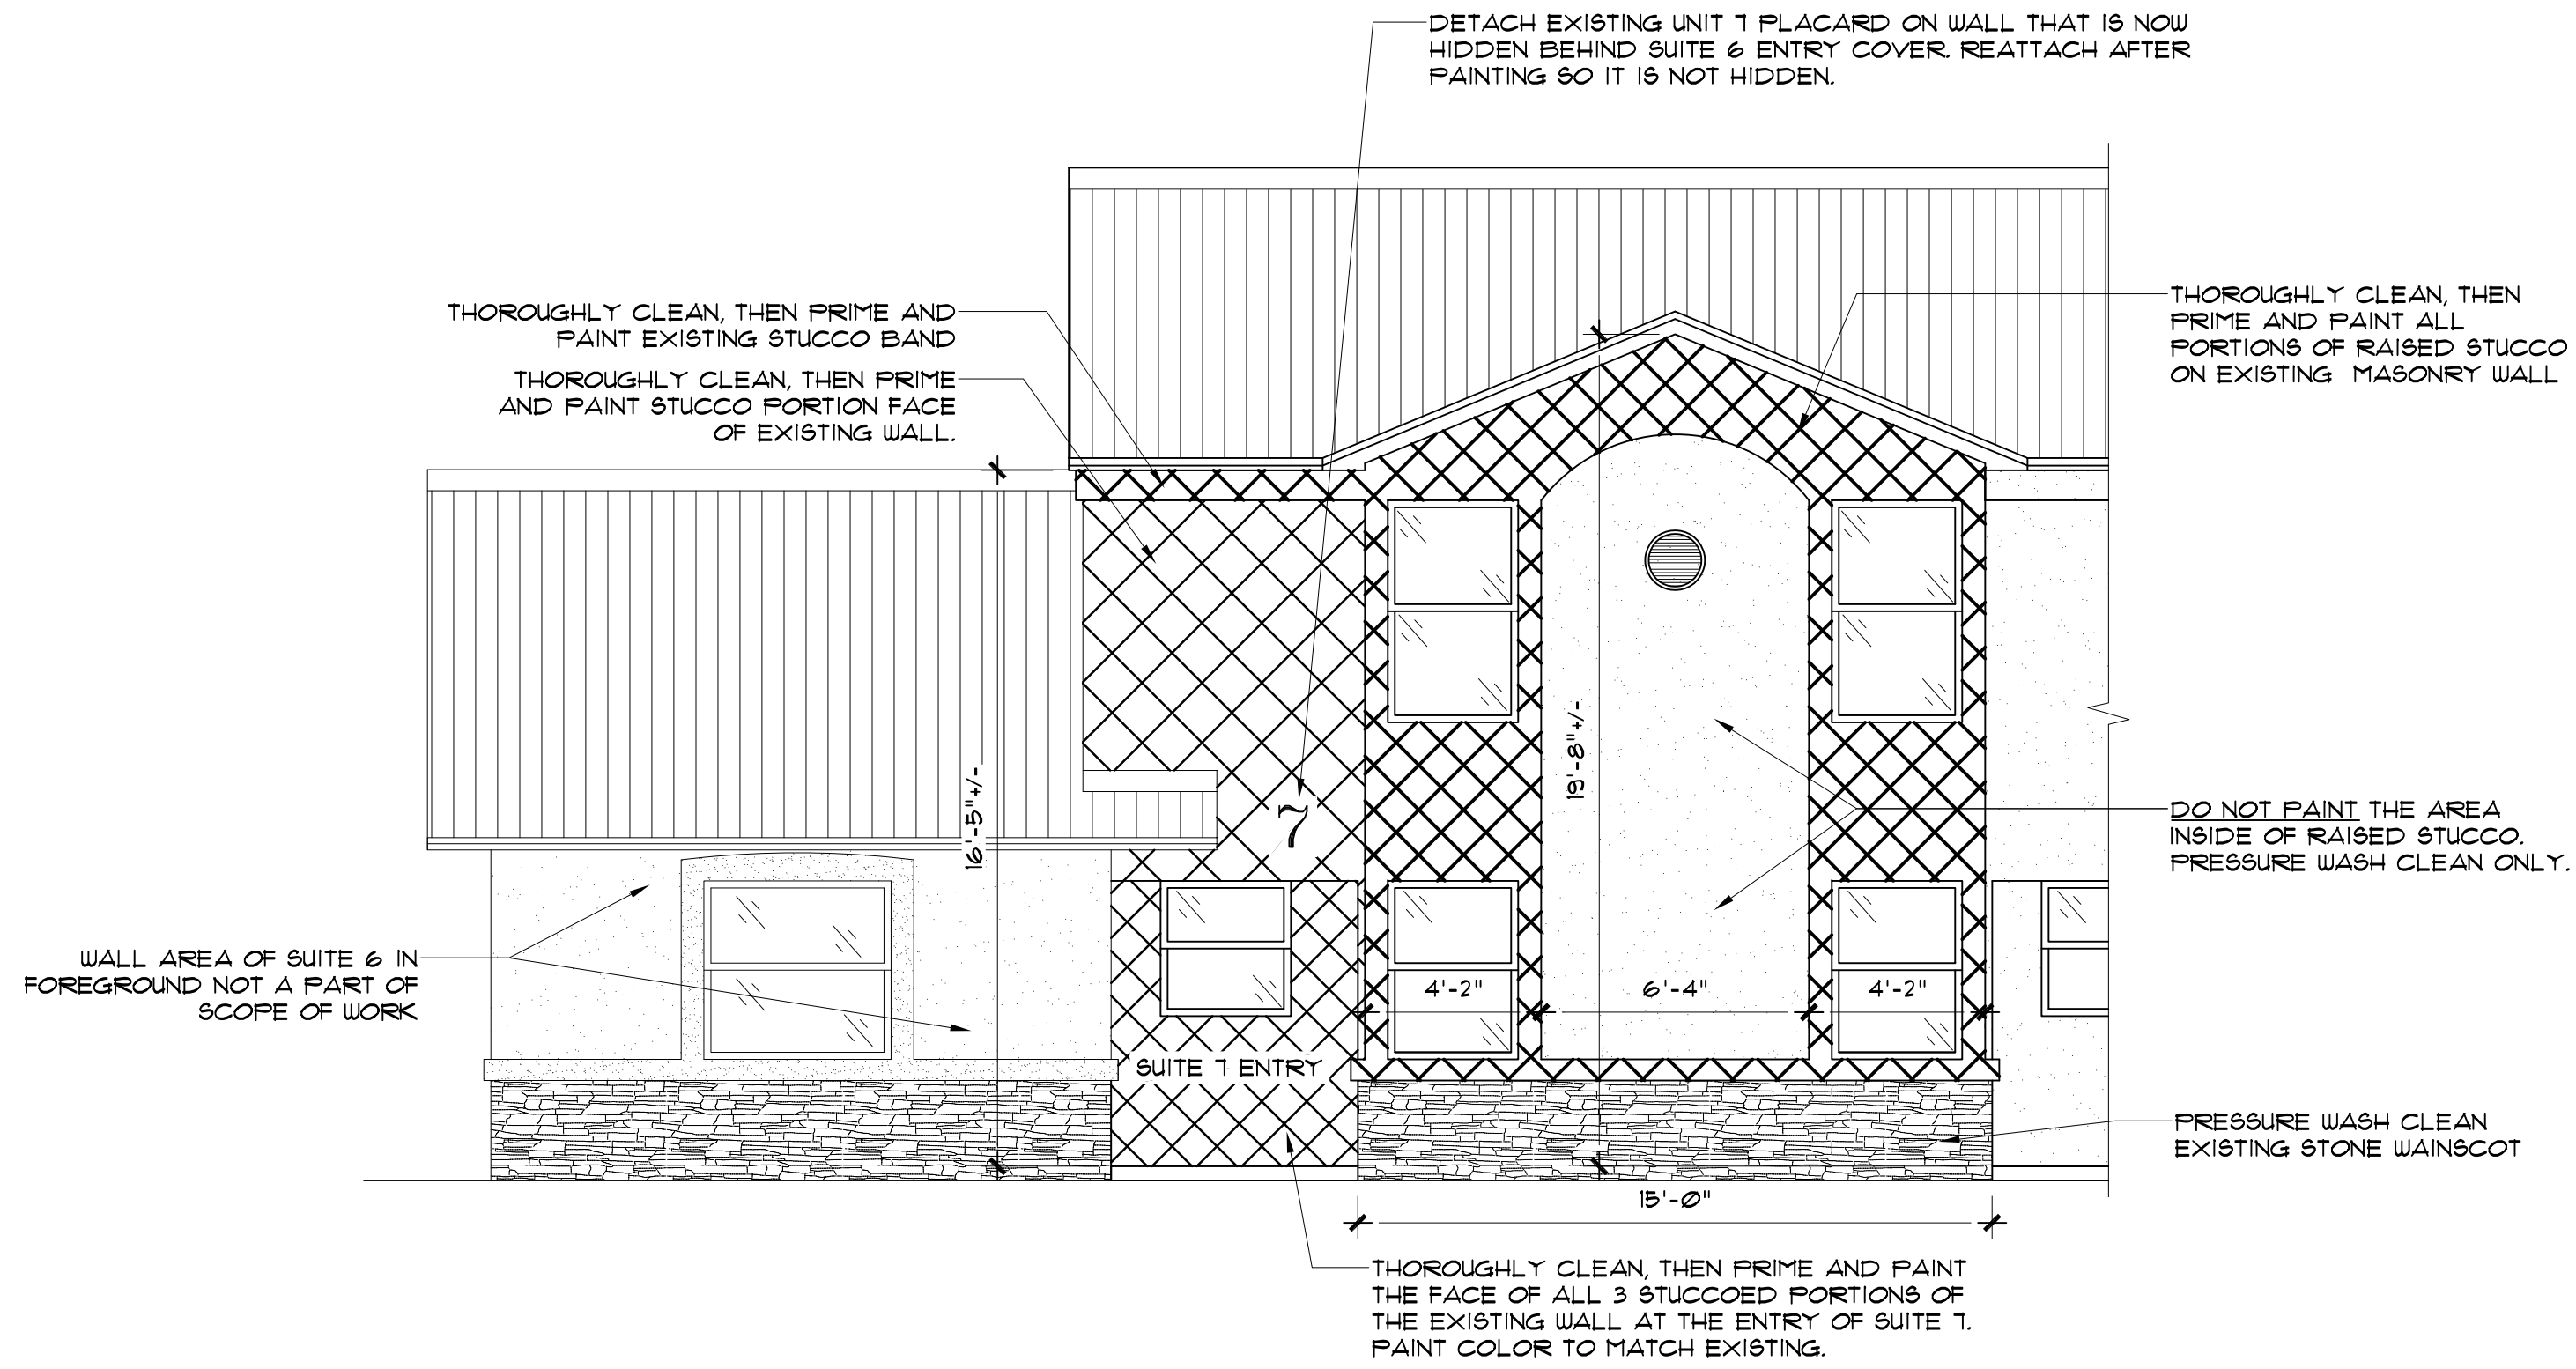 DETACH EXISTING UNIT 7 PLACARD ON WALL THAT IS NOW
HIDDEN BEHIND SUITE 6 ENTRY COVER. REATTACH AFTER
PAINTING SO IT IS NOT HIDDEN.
THOROUGHLY CLEAN, THEN PRIME AND
PAINT EXISTING STUCCO BAND
THOROUGHLY CLEAN, THEN PRIME
AND PAINT STUCCO PORTION FACE
OF EXISTING WALL.
THOROUGHLY CLEAN, THEN
PRIME AND PAINT ALL
PORTIONS OF RAISED STUCCO
ON EXISTING MASONRY WALL
16'-5"+/-
7
19'-8"+/-
DO NOT PAINT THE AREA
INSIDE OF RAISED STUCCO.
PRESSURE WASH CLEAN ONLY.
WALL AREA OF SUITE 6 IN
FOREGROUND NOT A PART OF
SCOPE OF WORK
4'-2"
6'-4"
4'-2"
SUITE 7 ENTRY
PRESSURE WASH CLEAN
EXISTING STONE WAINSCOT
15'-0"
THOROUGHLY CLEAN, THEN PRIME AND PAINT
THE FACE OF ALL 3 STUCCOED PORTIONS OF
THE EXISTING WALL AT THE ENTRY OF SUITE 7.
PAINT COLOR TO MATCH EXISTING.